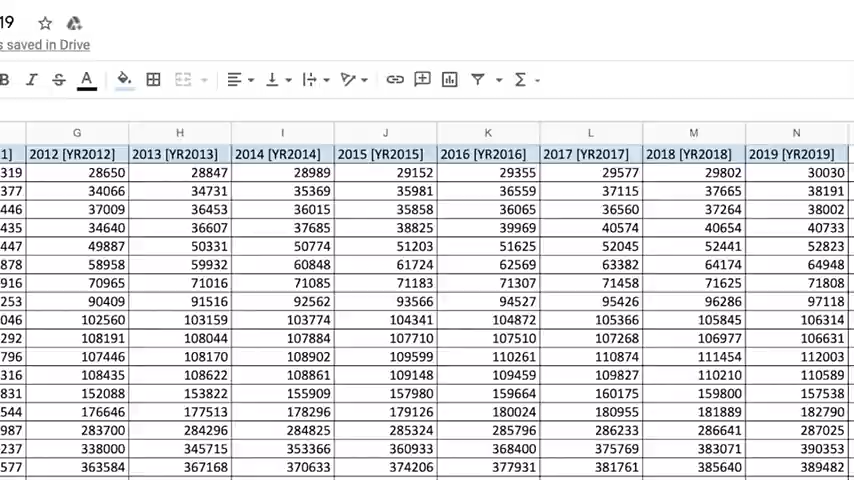 19
s saved in Drive
B I S A
G H I J K L M N
1] 2012 [YR2012] 2013 [YR2013] 2014 [YR2014] 2015 [YR2015] 2016 [YR2016] 2017 [YR2017] 2018 [YR2018] 2019 [YR2019]
319 28650 28847 28989 29152 29355 29577 29802 30030
377 34066 34731 35369 35981 36559 37115 37665 38191
446 37009 36453 36015 35858 36065 36560 37264 38002
435 34640 36607 37685 38825 39969 40574 40654 40733
447 49887 50331 50774 51203 51625 52045 52441 52823
878 58958 59932 60848 61724 62569 63382 64174 64948
916 70965 71016 71085 71183 71307 71458 71625 71808
253 90409 91516 92562 93566 94527 95426 96286 97118
046 102560 103159 103774 104341 104872 105366 105845 106314
292 108191 108044 107884 107710 107510 107268 106977 106631
796 107446 108170 108902 109599 110261 110874 111454 112003
316 108435 108622 108861 109148 109459 109827 110210 110589
831 152088 153822 155909 157980 159664 160175 159800 157538
544 176646 177513 178296 179126 180024 180955 181889 182790
987 283700 284296 284825 285324 285796 286233 286641 287025
237 338000 345715 353366 360933 368400 375769 383071 390353
577 363584 367168 370633 374206 377931 381761 385640 389482